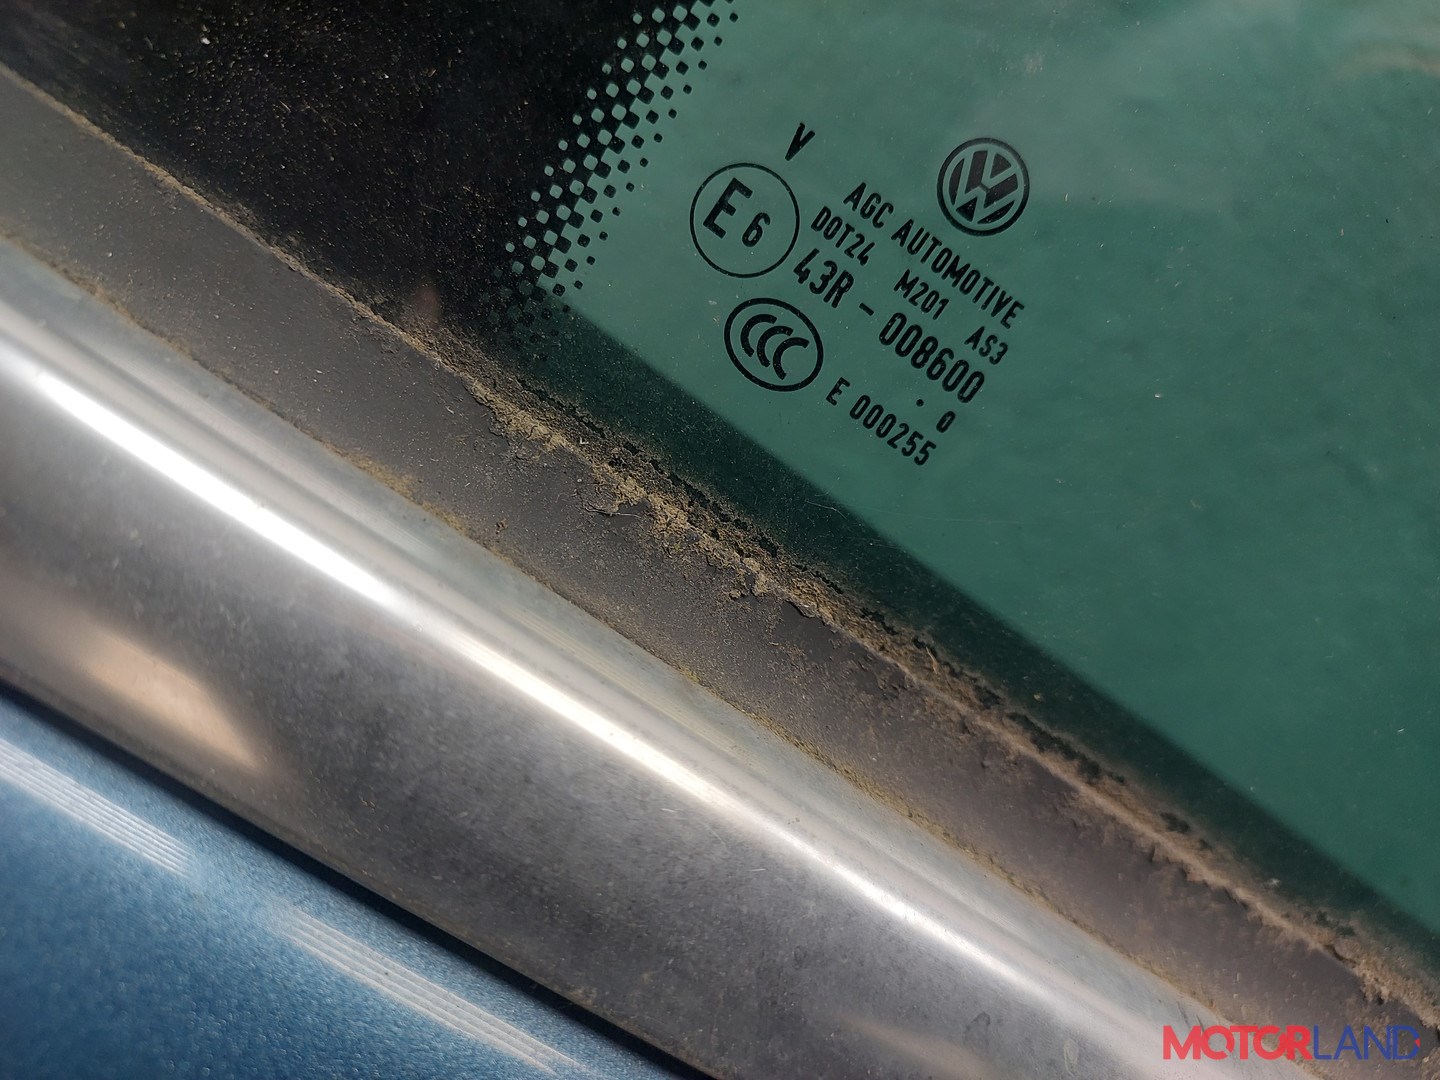 V
E6
AGC AUTOMOTIVE
DOT24 M201 AS3
43R - 008600
. 0
CCC
E 000255
MOTORLAND